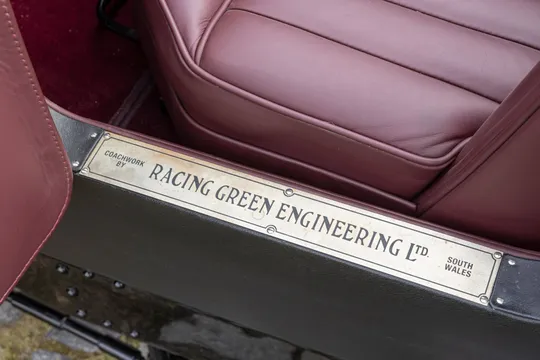 COACHWORK
BY
RACING GREEN ENGINEERING LTD.
SOUTH
WALES